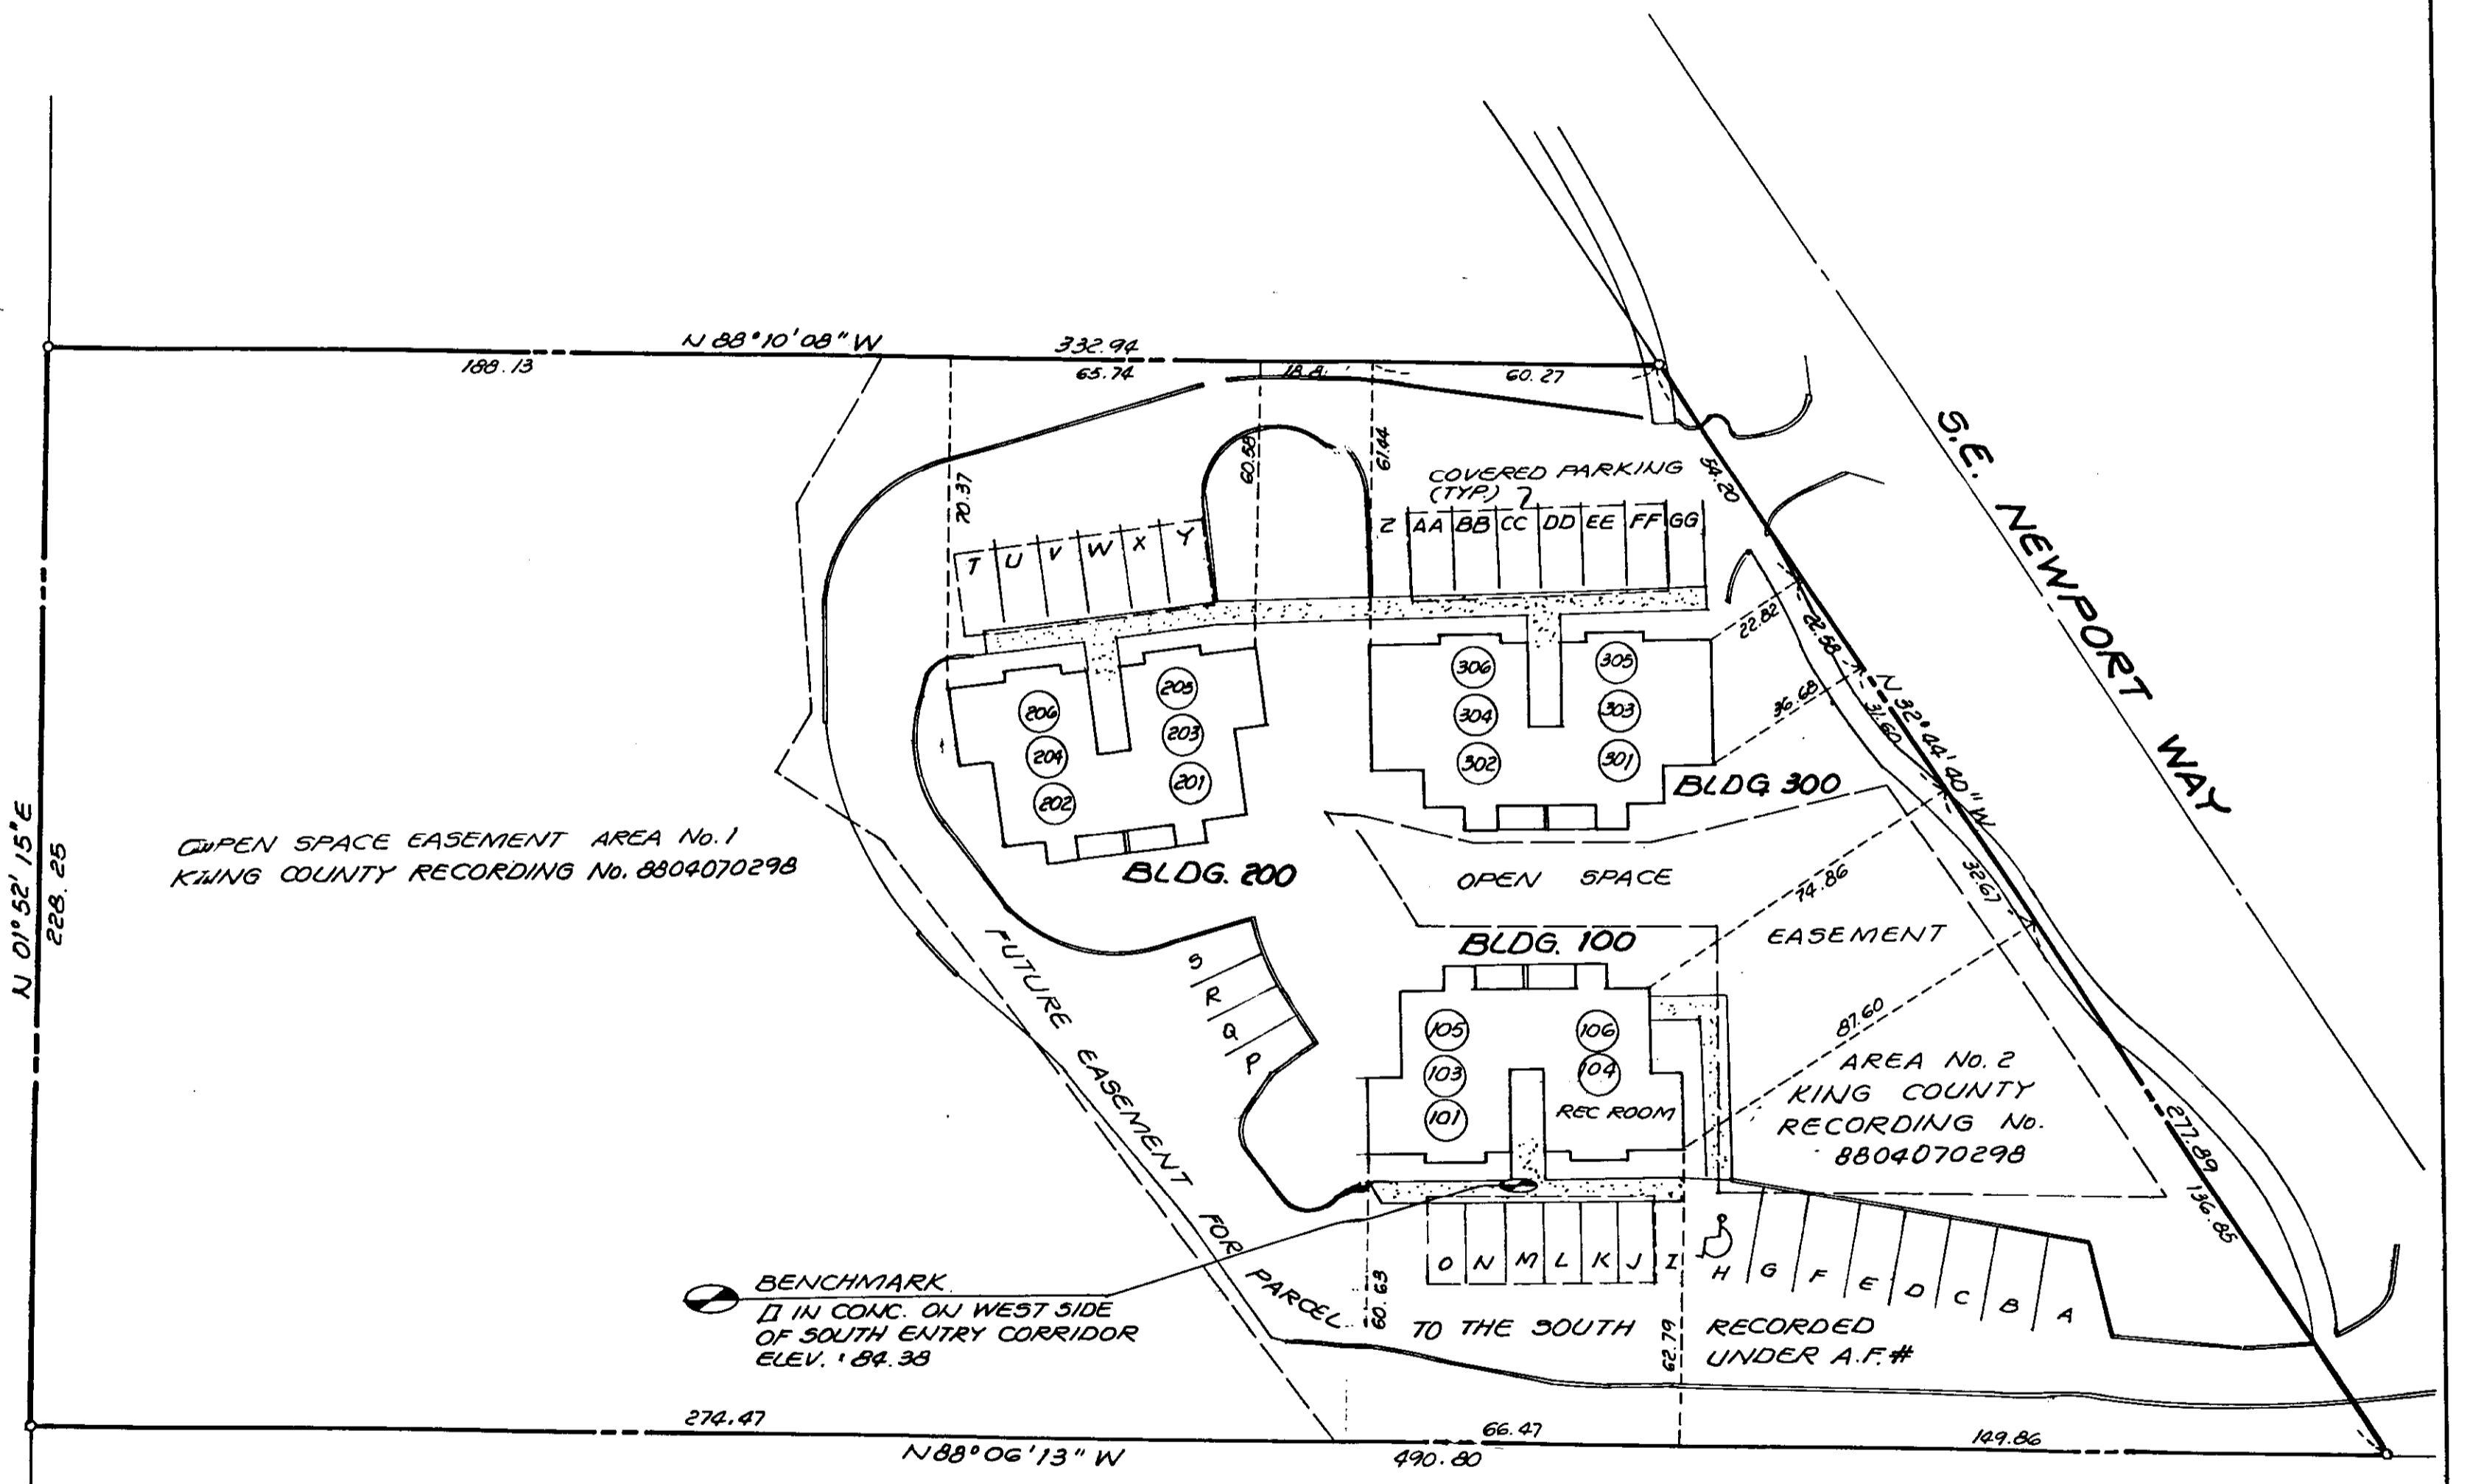 N 88°10'08" W
332.94
188.13
65.74
18.8
60.27
S.E. NEWPORT WAY
54.20
70.37
60.58
61.44
COVERED PARKING
(TYP.)
T U V W X Y
Z AA BB CC DD EE FF GG
22.82
22.58
36.68
31.60
N 32°44'40" W
206
205
204
203
202
201
306
305
304
303
302
301
BLDG. 200
BLDG 300
N 01°52'15"E
228.25
OPEN SPACE EASEMENT AREA No. 1
KING COUNTY RECORDING No. 8804070298
OPEN SPACE
EASEMENT
74.86
32.67
87.60
AREA No. 2
KING COUNTY
RECORDING No.
8804070298
277.89
136.85
BLDG. 100
105
106
103
104
101
REC ROOM
S
R
Q
P
FUTURE EASEMENT FOR PARCEL
TO THE SOUTH
RECORDED
UNDER A.F.#
O N M L K J I
H G F E D C B A
60.63
62.79
BENCHMARK
IN CONC. ON WEST SIDE
OF SOUTH ENTRY CORRIDOR
ELEV. 84.38
274.47
66.47
149.86
N 88°06'13" W
490.80